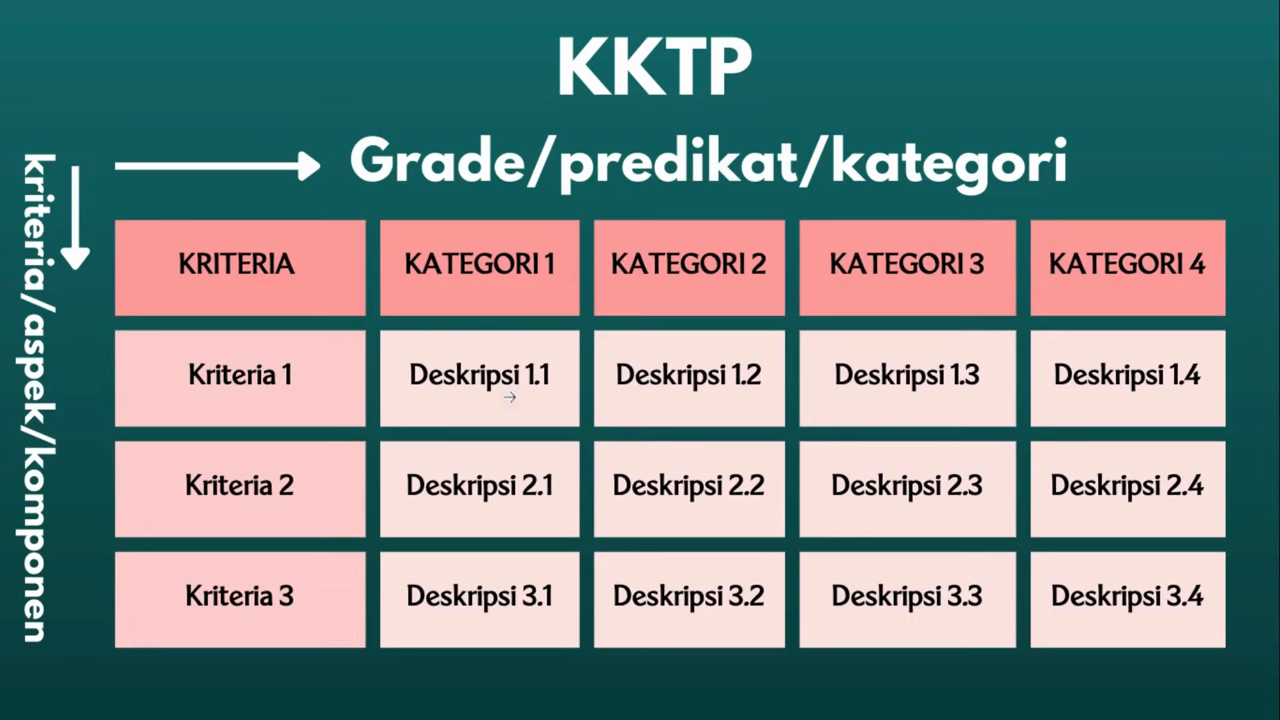 KKTP
Grade/predikat/kategori
kriteria/aspek/komponen
KRITERIA KATEGORI 1 KATEGORI 2 KATEGORI 3 KATEGORI 4
Kriteria 1 Deskripsi 1.1 Deskripsi 1.2 Deskripsi 1.3 Deskripsi 1.4
Kriteria 2 Deskripsi 2.1 Deskripsi 2.2 Deskripsi 2.3 Deskripsi 2.4
Kriteria 3 Deskripsi 3.1 Deskripsi 3.2 Deskripsi 3.3 Deskripsi 3.4